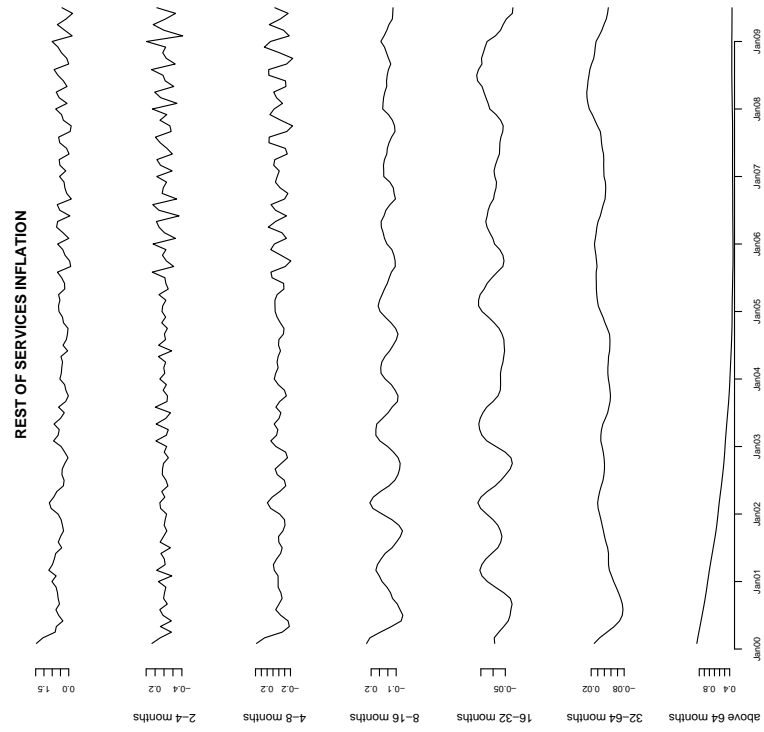 REST OF SERVICES INFLATION
1.5
0.0
0.2
−0.4
2−4 months
0.2
−0.2
4−8 months
0.2
−0.1
8−16 months
−0.05
16−32 months
0.02
−0.08
32−64 months
0.8
0.4
above 64 months
Jan00
Jan01
Jan02
Jan03
Jan04
Jan05
Jan06
Jan07
Jan08
Jan09